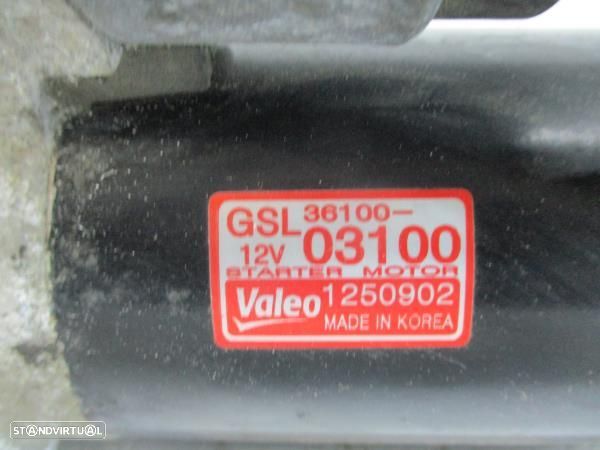 GSL 36100-
12V 03100
STARTER MOTOR
Valeo 1250902
MADE IN KOREA
STANDVIRTUAL